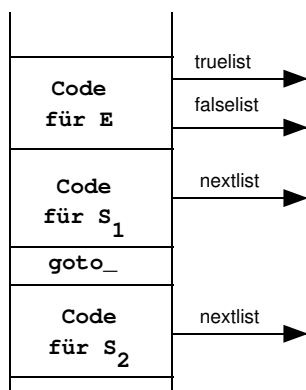 truelist
Code
für E
falselist
Code
für S₁
nextlist
goto_
Code
für S₂
nextlist